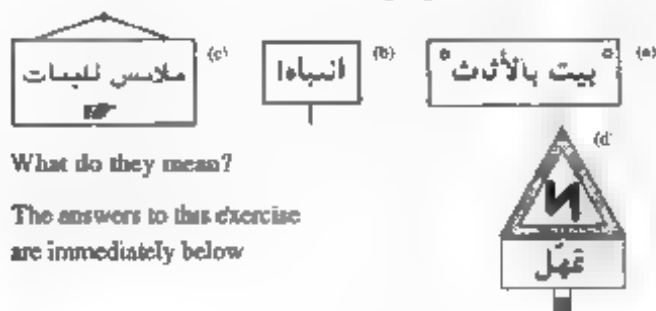 (a) بيت بالأثاث
(b) انتباه!
(c) ملابس للبنات
(d
تمهّل
What do they mean?
The answers to this exercise
are immediately below